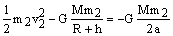 1/2 m₂v₂² − G Mm₂/(R + h) = −G Mm₂/2a